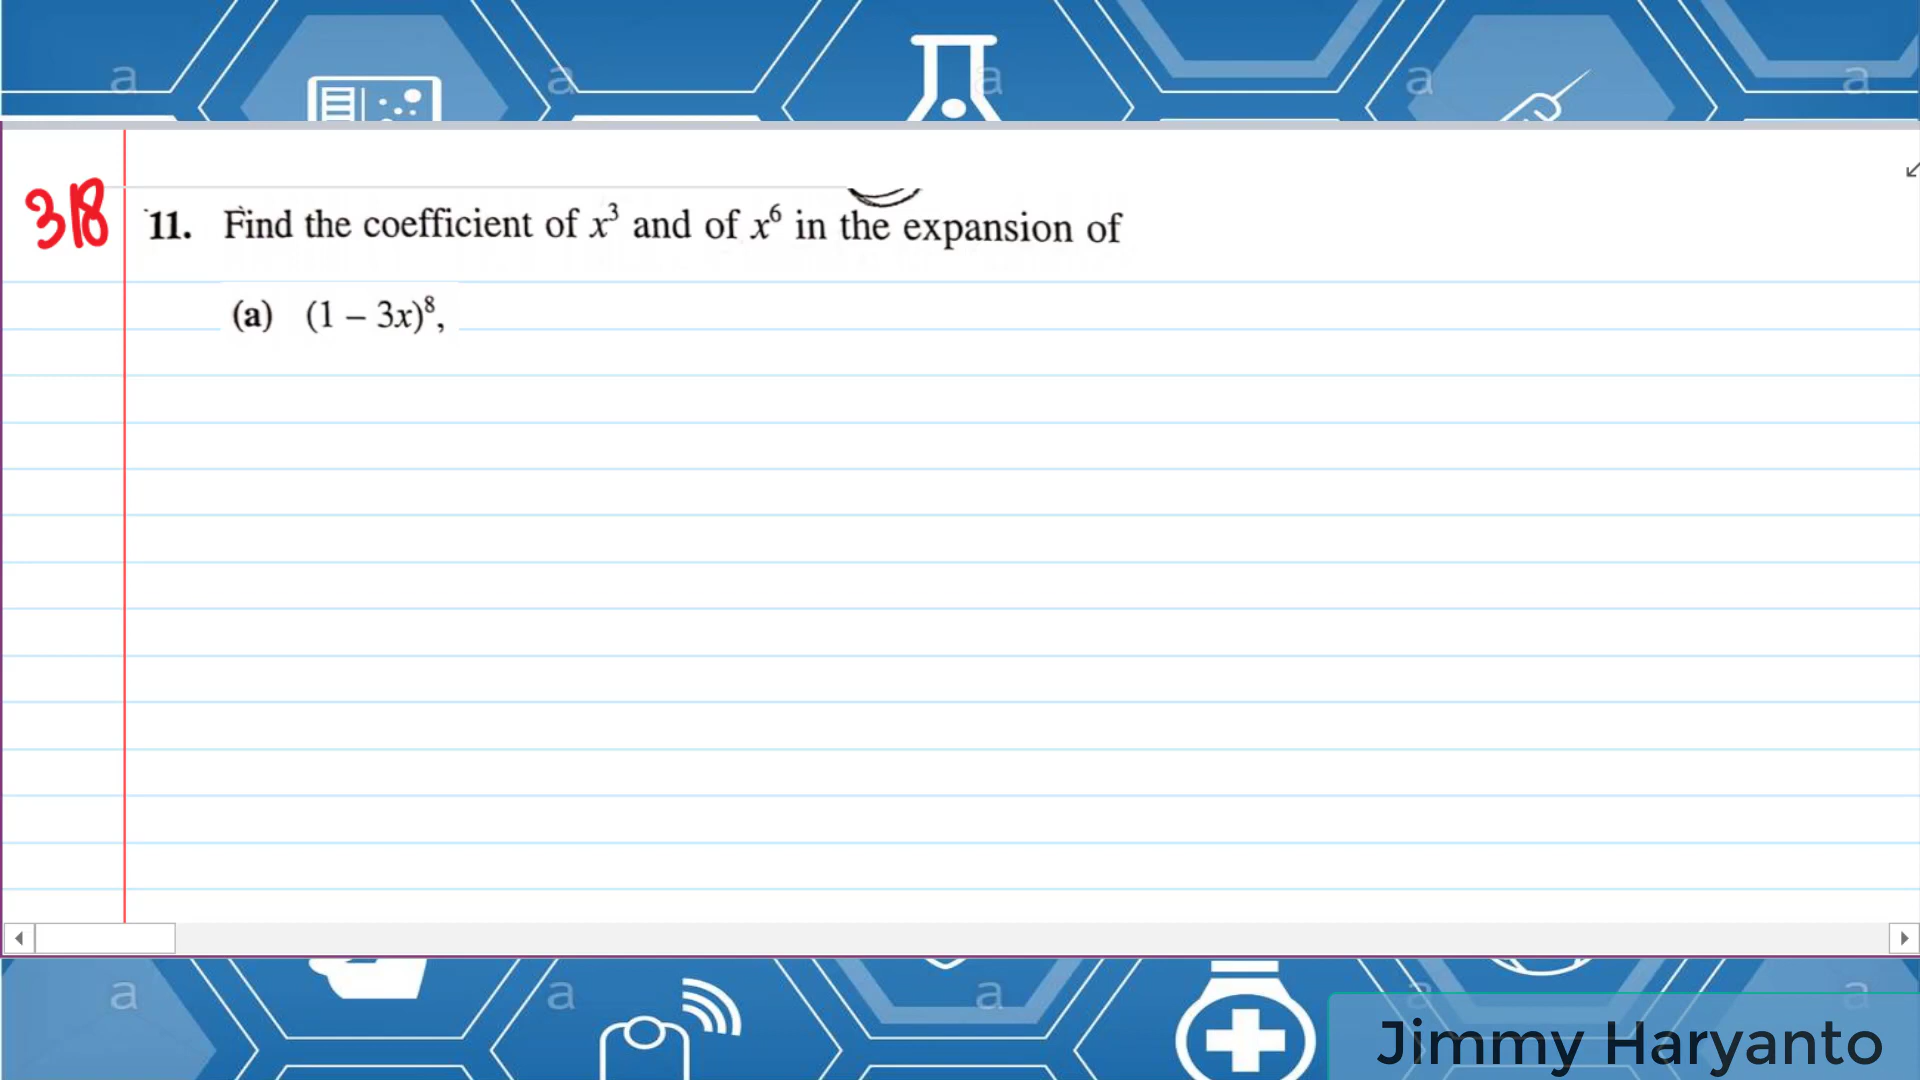 318
11. Find the coefficient of x³ and of x⁶ in the expansion of
(a) (1 – 3x)⁸,
a a a a a
a a a a a
Jimmy Haryanto